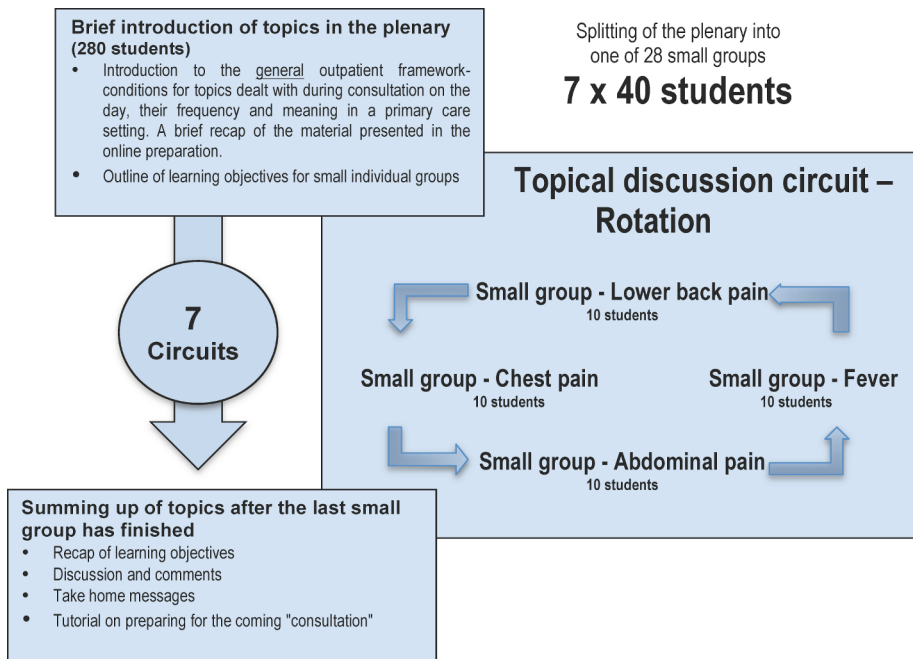 Brief introduction of topics in the plenary
(280 students)
• Introduction to the general outpatient framework-
conditions for topics dealt with during consultation on the
day, their frequency and meaning in a primary care
setting. A brief recap of the material presented in the
online preparation.
• Outline of learning objectives for small individual groups
Splitting of the plenary into
one of 28 small groups
7 x 40 students
7
Circuits
Topical discussion circuit –
Rotation
Small group - Lower back pain
10 students
Small group - Chest pain
10 students
Small group - Fever
10 students
Small group - Abdominal pain
10 students
Summing up of topics after the last small
group has finished
• Recap of learning objectives
• Discussion and comments
• Take home messages
• Tutorial on preparing for the coming "consultation"